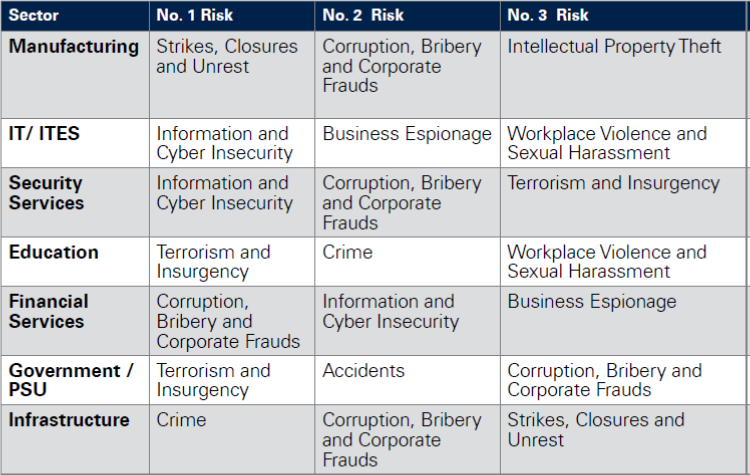 Sector No. 1 Risk No. 2 Risk No. 3 Risk
Manufacturing Strikes, Closures Corruption, Bribery Intellectual Property Theft
and Unrest and Corporate
Frauds
IT/ ITES Information and Business Espionage Workplace Violence and
Cyber Insecurity Sexual Harassment
Security Information and Corruption, Bribery Terrorism and Insurgency
Services Cyber Insecurity and Corporate
Frauds
Education Terrorism and Crime Workplace Violence and
Insurgency Sexual Harassment
Financial Corruption, Information and Business Espionage
Services Bribery and Cyber Insecurity
Corporate Frauds
Government / Terrorism and Accidents Corruption, Bribery and
PSU Insurgency Corporate Frauds
Infrastructure Crime Corruption, Bribery Strikes, Closures and
and Corporate Unrest
Frauds